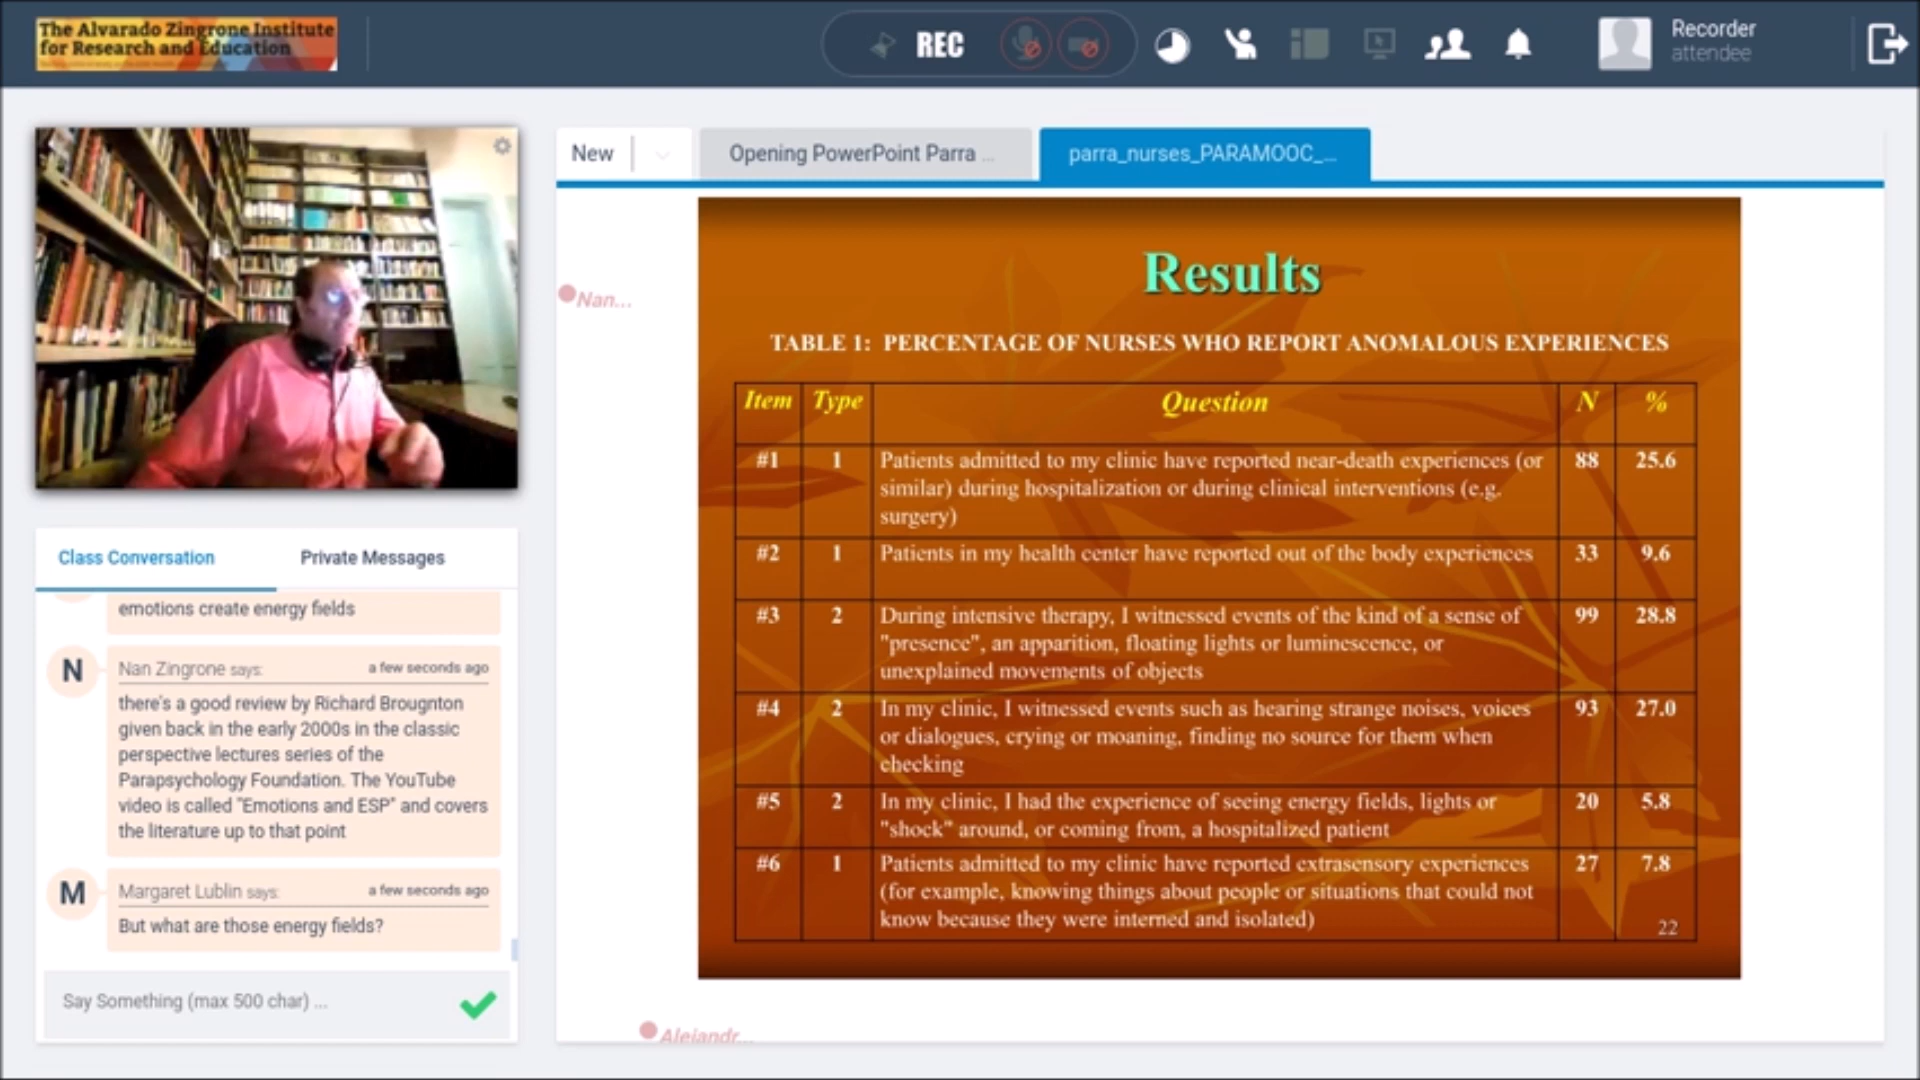 The Alvarado Zingrone Institute
for Research and Education
REC
Recorder
attendee
New
Opening PowerPoint Parra ...
parra_nurses_PARAMOOC_...
Nan...
Results
TABLE 1: PERCENTAGE OF NURSES WHO REPORT ANOMALOUS EXPERIENCES
Item Type Question N %
#1 1 Patients admitted to my clinic have reported near-death experiences (or 88 25.6
similar) during hospitalization or during clinical interventions (e.g.
surgery)
#2 1 Patients in my health center have reported out of the body experiences 33 9.6
#3 2 During intensive therapy, I witnessed events of the kind of a sense of 99 28.8
"presence", an apparition, floating lights or luminescence, or
unexplained movements of objects
#4 2 In my clinic, I witnessed events such as hearing strange noises, voices 93 27.0
or dialogues, crying or moaning, finding no source for them when
checking
#5 2 In my clinic, I had the experience of seeing energy fields, lights or 20 5.8
"shock" around, or coming from, a hospitalized patient
#6 1 Patients admitted to my clinic have reported extrasensory experiences 27 7.8
(for example, knowing things about people or situations that could not
know because they were interned and isolated)
22
Alejandr...
Class Conversation
Private Messages
emotions create energy fields
N
Nan Zingrone says: a few seconds ago
there's a good review by Richard Brougnton
given back in the early 2000s in the classic
perspective lectures series of the
Parapsychology Foundation. The YouTube
video is called "Emotions and ESP" and covers
the literature up to that point
M
Margaret Lublin says: a few seconds ago
But what are those energy fields?
Say Something (max 500 char) ...